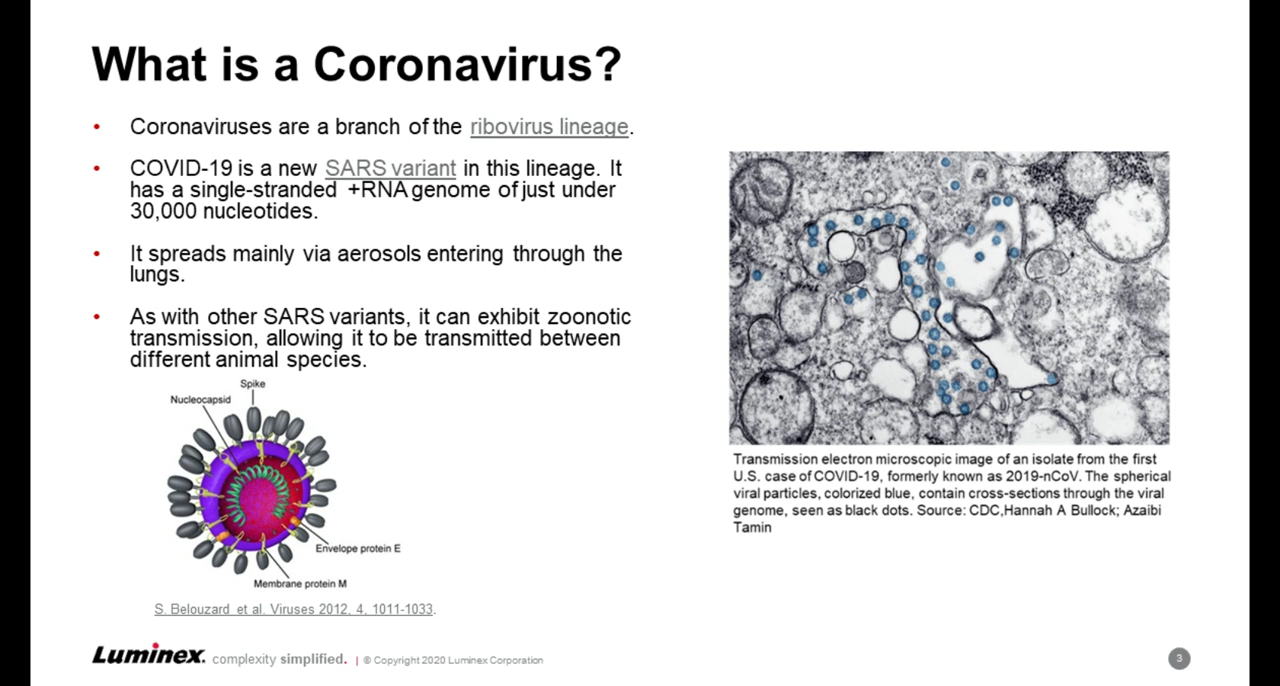 What is a Coronavirus?
• Coronaviruses are a branch of the ribovirus lineage.
• COVID-19 is a new SARS variant in this lineage. It
has a single-stranded +RNA genome of just under
30,000 nucleotides.
• It spreads mainly via aerosols entering through the
lungs.
• As with other SARS variants, it can exhibit zoonotic
transmission, allowing it to be transmitted between
different animal species.
Spike
Nucleocapsid
Envelope protein E
Membrane protein M
S. Belouzard et al. Viruses 2012, 4, 1011-1033.
Transmission electron microscopic image of an isolate from the first
U.S. case of COVID-19, formerly known as 2019-nCoV. The spherical
viral particles, colorized blue, contain cross-sections through the viral
genome, seen as black dots. Source: CDC,Hannah A Bullock; Azaibi
Tamin
Luminex. complexity simplified. | © Copyright 2020 Luminex Corporation
3